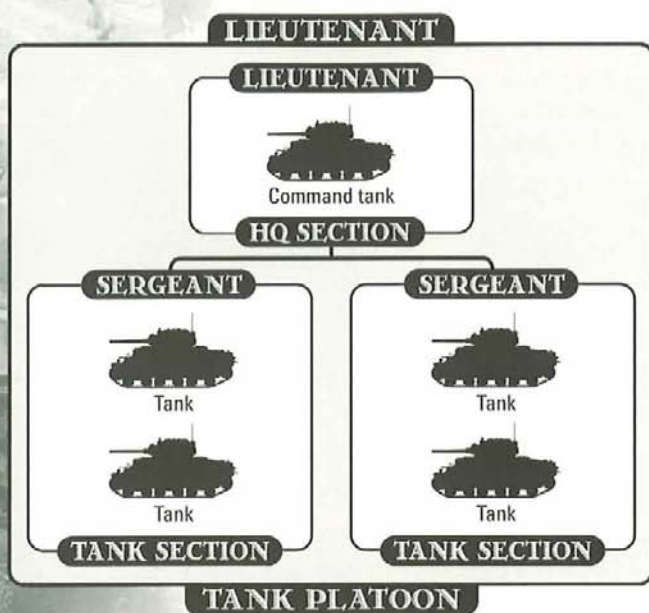 LIEUTENANT
LIEUTENANT
Command tank
HQ SECTION
SERGEANT SERGEANT
Tank Tank
Tank Tank
TANK SECTION TANK SECTION
TANK PLATOON